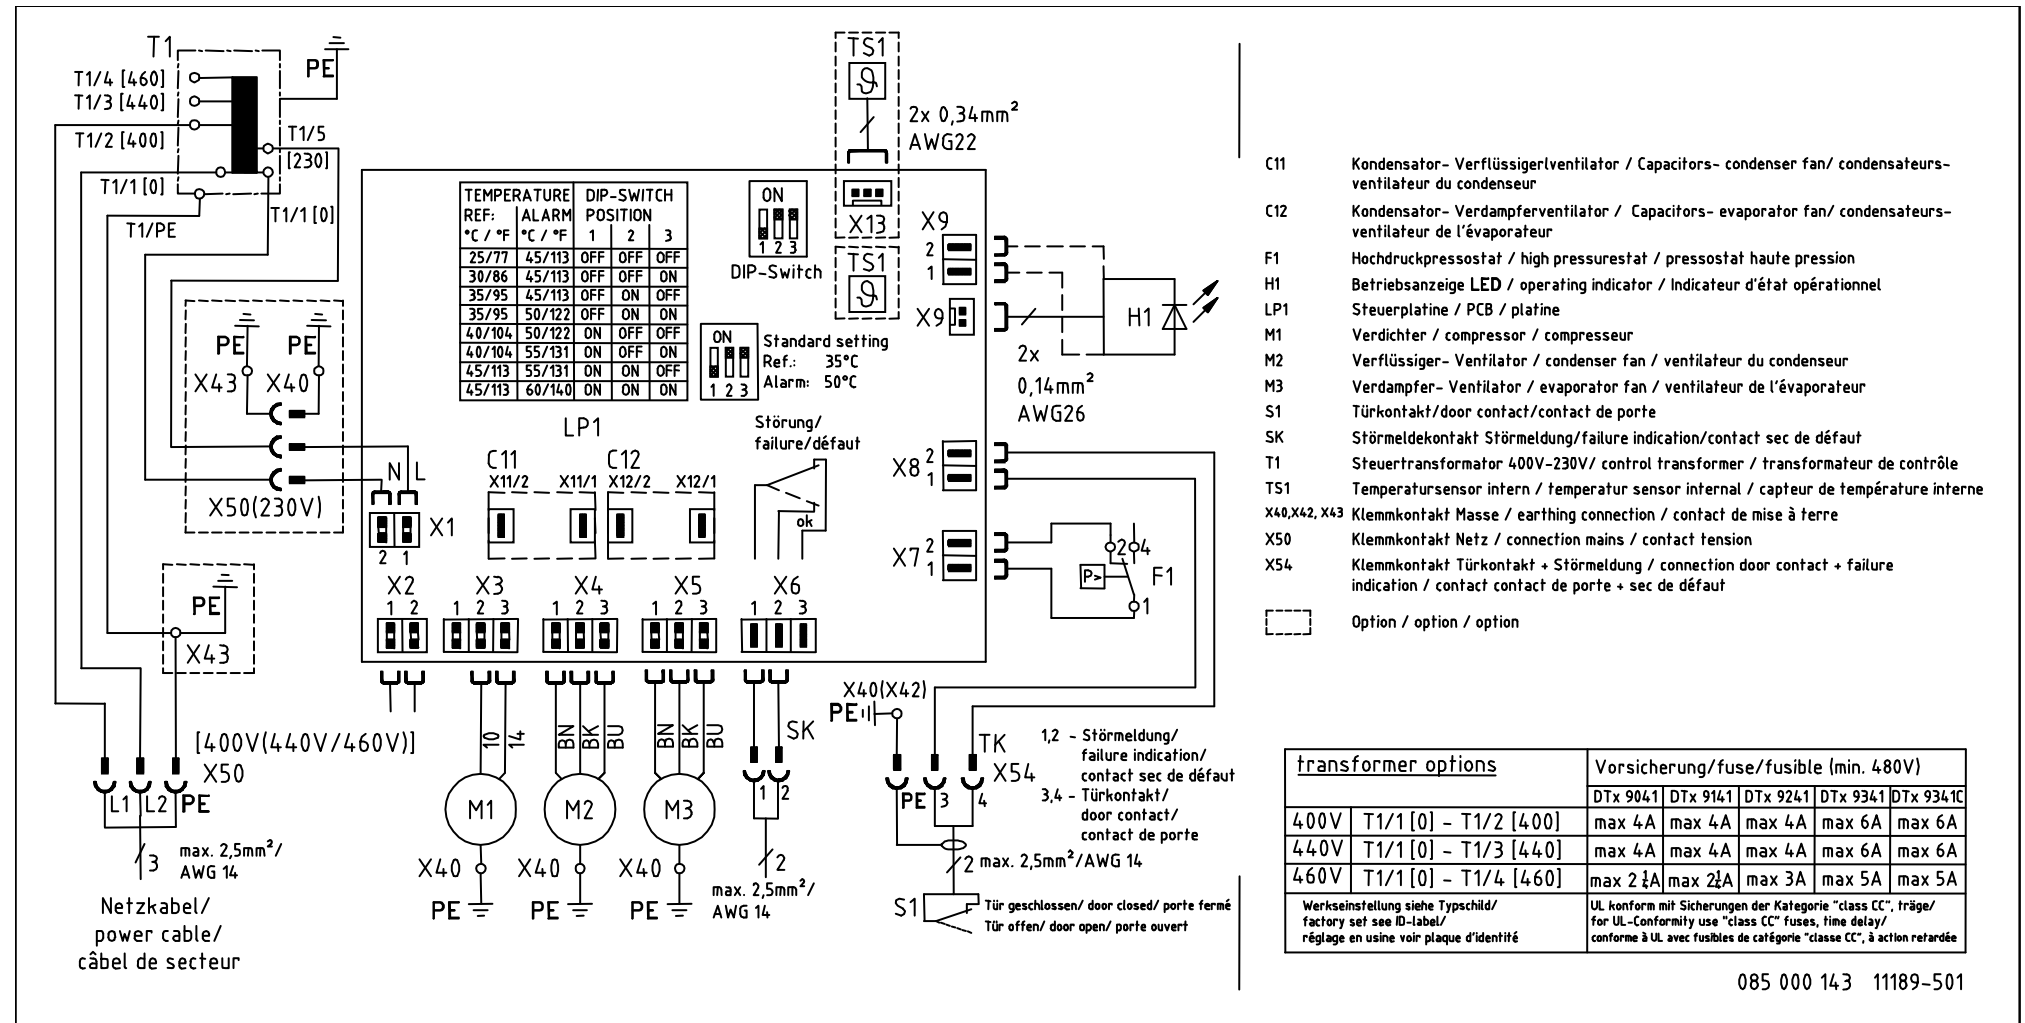 T1
T1/4 [460]
T1/3 [440]
T1/2 [400]
T1/1 [0]
T1/PE
PE
T1/5
[230]
T1/1 [0]
PE
PE
X43
X40
X50(230V)
PE
X43
N
L
[400V(440V/460V)]
X50
L1
L2
PE
3
max. 2,5mm²/
AWG 14
Netzkabel/
power cable/
câbel de secteur
TEMPERATURE DIP-SWITCH
REF: ALARM POSITION
°C / °F °C / °F 1 2 3
25/77 45/113 OFF OFF OFF
30/86 45/113 OFF OFF ON
35/95 45/113 OFF ON OFF
35/95 50/122 OFF ON ON
40/104 50/122 ON OFF OFF
40/104 55/131 ON OFF ON
45/113 55/131 ON ON OFF
45/113 60/140 ON ON ON
LP1
ON
1 2 3
DIP-Switch
ON
1 2 3
Standard setting
Ref.: 35°C
Alarm: 50°C
TS1
ϑ
2x 0,34mm²
AWG22
X13
TS1
ϑ
X9
2
1
X9
2x
0,14mm²
AWG26
H1
Störung/
failure/défaut
ok
C11
X11/2 X11/1
C12
X12/2 X12/1
X1
2 1
X2
1 2
X3
1 2 3
X4
1 2 3
X5
1 2 3
X6
1 2 3
X8
2
1
X7
2
1
2 4
P>
F1
1
10
14
BN
BK
BU
BN
BK
BU
SK
M1
M2
M3
X40
X40
X40
PE
PE
PE
1 2
2
max. 2,5mm²/
AWG 14
X40(X42)
PE
TK
X54
PE 3 4
2 max. 2,5mm²/AWG 14
1,2 - Störmeldung/
failure indication/
contact sec de défaut
3,4 - Türkontakt/
door contact/
contact de porte
S1
Tür geschlossen/ door closed/ porte fermé
Tür offen/ door open/ porte ouvert
C11 Kondensator- Verflüssigerlventilator / Capacitors- condenser fan/ condensateurs-
ventilateur du condenseur
C12 Kondensator- Verdampferventilator / Capacitors- evaporator fan/ condensateurs-
ventilateur de l'évaporateur
F1 Hochdruckpressostat / high pressurestat / pressostat haute pression
H1 Betriebsanzeige LED / operating indicator / Indicateur d'état opérationnel
LP1 Steuerplatine / PCB / platine
M1 Verdichter / compressor / compresseur
M2 Verflüssiger- Ventilator / condenser fan / ventilateur du condenseur
M3 Verdampfer- Ventilator / evaporator fan / ventilateur de l'évaporateur
S1 Türkontakt/door contact/contact de porte
SK Störmeldekontakt Störmeldung/failure indication/contact sec de défaut
T1 Steuertransformator 400V-230V/ control transformer / transformateur de contrôle
TS1 Temperatursensor intern / temperatur sensor internal / capteur de température interne
X40,X42, X43 Klemmkontakt Masse / earthing connection / contact de mise à terre
X50 Klemmkontakt Netz / connection mains / contact tension
X54 Klemmkontakt Türkontakt + Störmeldung / connection door contact + failure
indication / contact contact de porte + sec de défaut
Option / option / option
transformer options Vorsicherung/fuse/fusible (min. 480V)
DTx 9041 DTx 9141 DTx 9241 DTx 9341 DTx 9341C
400V T1/1 [0] - T1/2 [400] max 4A max 4A max 4A max 6A max 6A
440V T1/1 [0] - T1/3 [440] max 4A max 4A max 4A max 6A max 6A
460V T1/1 [0] - T1/4 [460] max 2 ¼A max 2¼A max 3A max 5A max 5A
Werkseinstellung siehe Typschild/
factory set see ID-label/
réglage en usine voir plaque d'identité
UL konform mit Sicherungen der Kategorie "class CC", träge/
for UL-Conformity use "class CC" fuses, time delay/
conforme à UL avec fusibles de catégorie "classe CC", à action retardée
085 000 143 11189-501